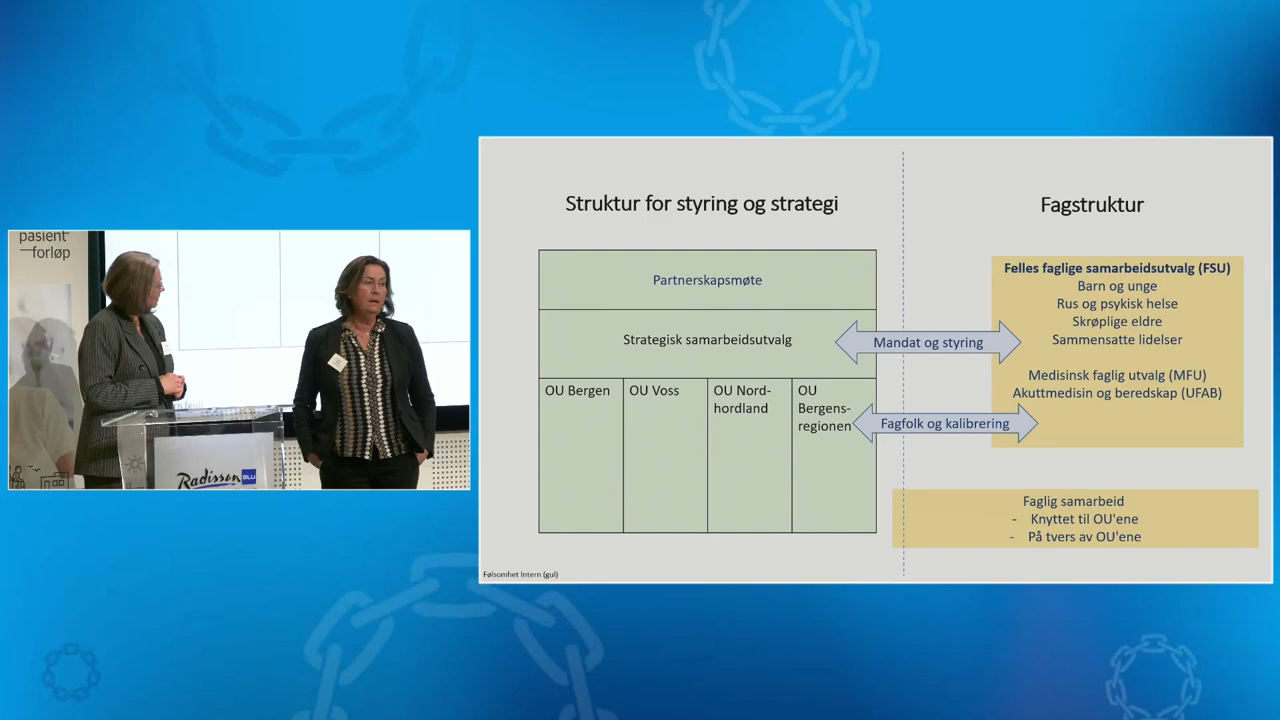 pasient
forløp
Radisson
BLU
Struktur for styring og strategi
Fagstruktur
Partnerskapsmøte
Strategisk samarbeidsutvalg
OU Bergen
OU Voss
OU Nord-
hordland
OU
Bergens-
regionen
Mandat og styring
Fagfolk og kalibrering
Felles faglige samarbeidsutvalg (FSU)
Barn og unge
Rus og psykisk helse
Skrøplige eldre
Sammensatte lidelser
Medisinsk faglig utvalg (MFU)
Akuttmedisin og beredskap (UFAB)
Faglig samarbeid
- Knyttet til OU'ene
- På tvers av OU'ene
Følsomhet Intern (gul)